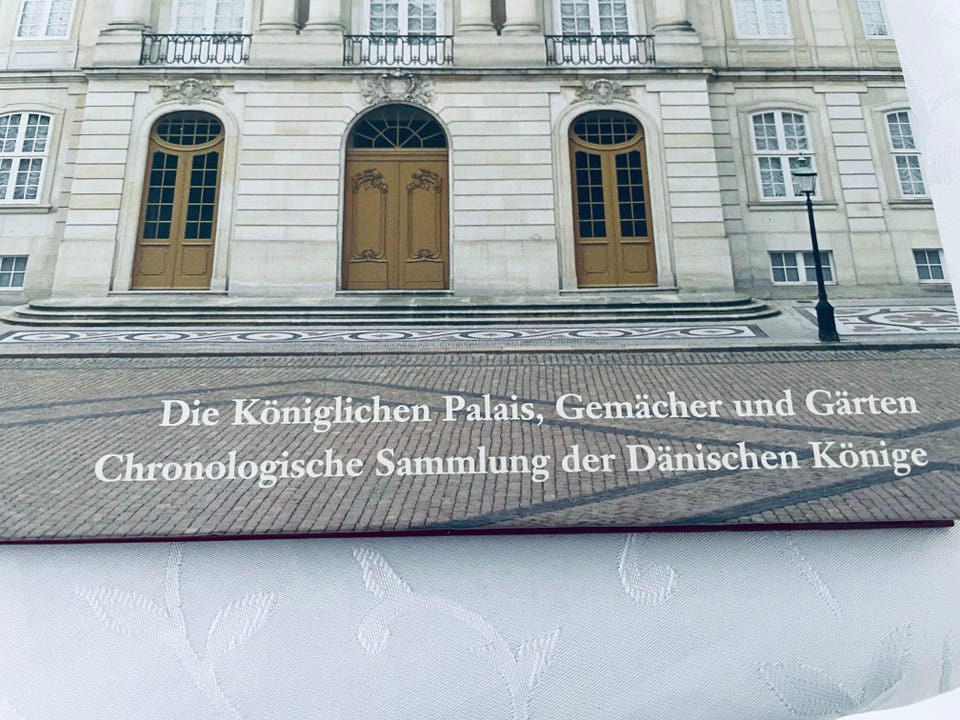 Die Königlichen Palais, Gemächer und Gärten
Chronologische Sammlung der Dänischen Könige